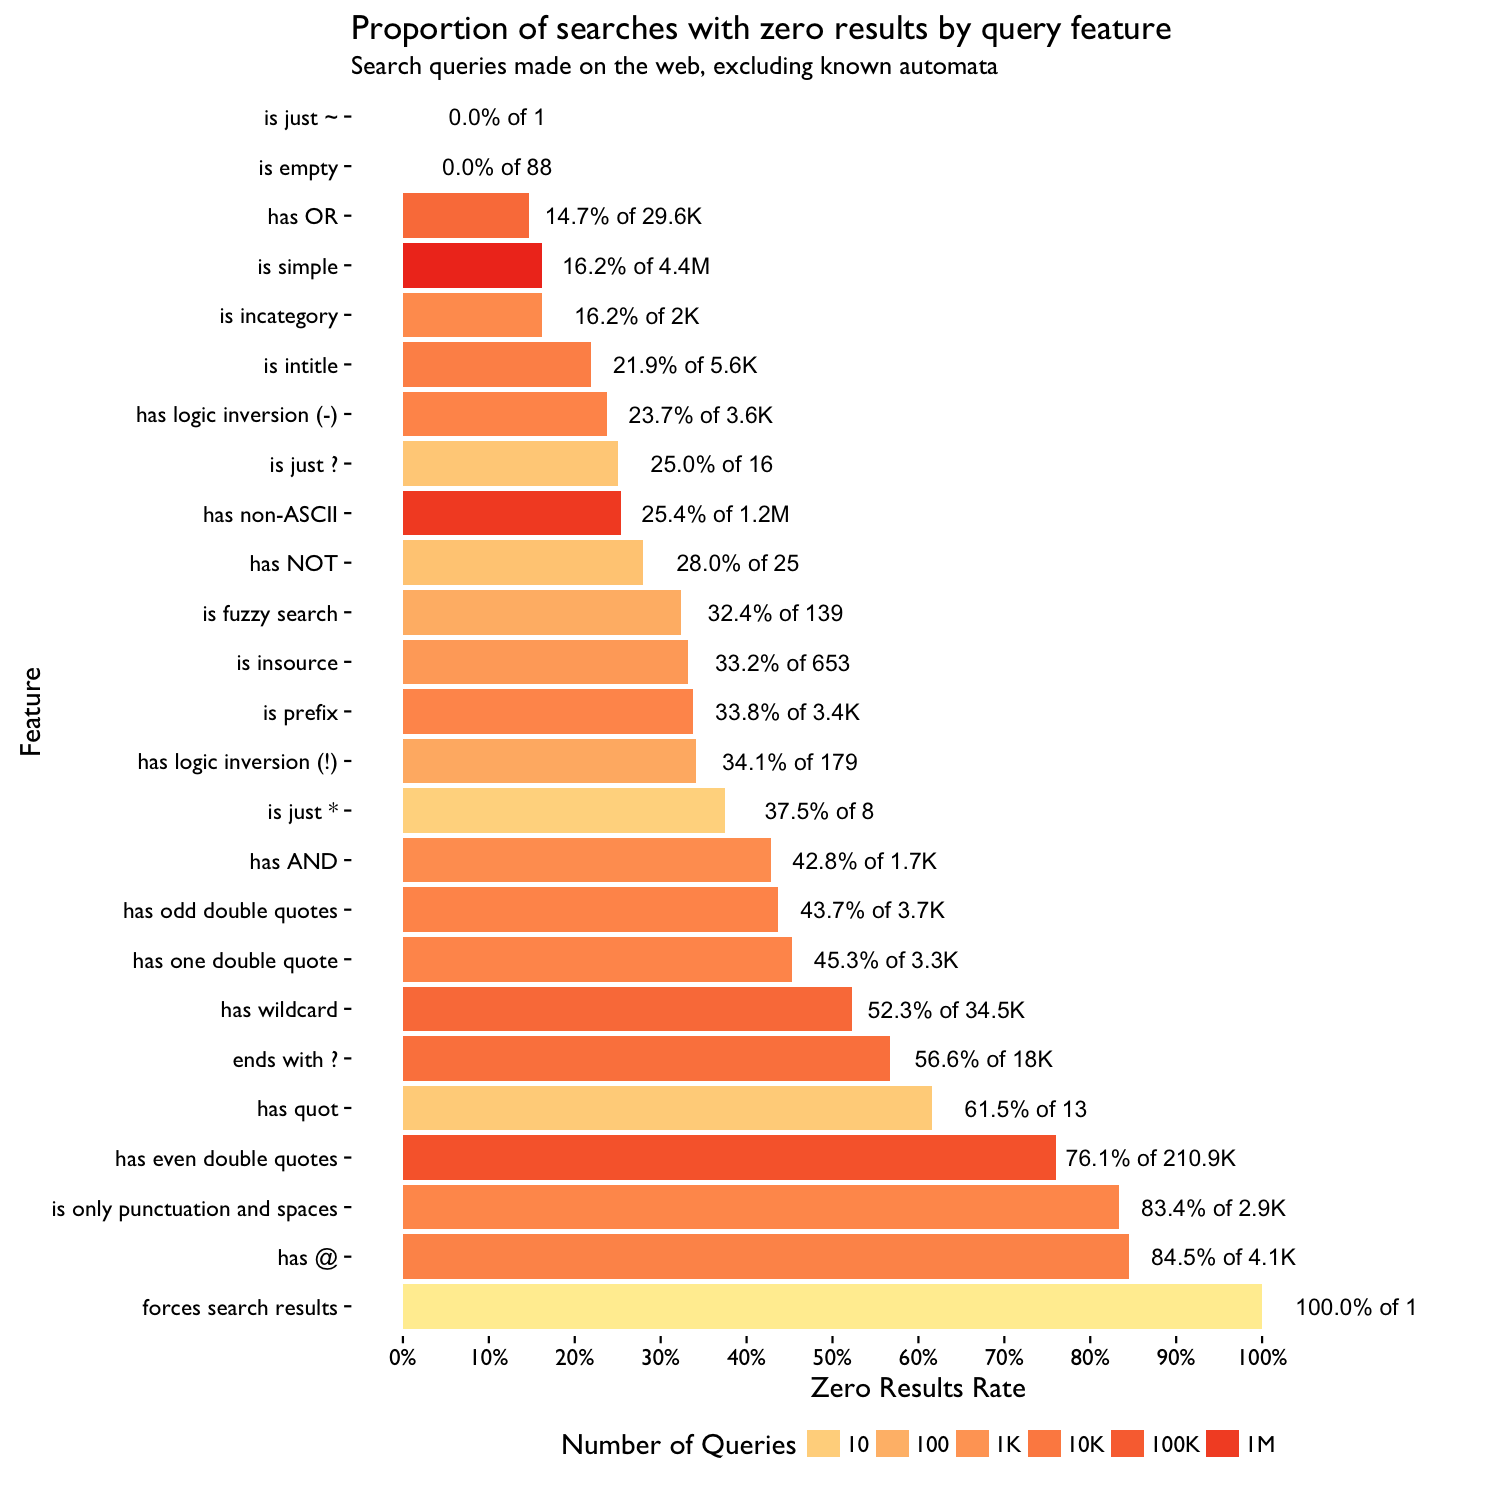 Proportion of searches with zero results by query feature
Search queries made on the web, excluding known automata
is just ~ 0.0% of 1
is empty 0.0% of 88
has OR 14.7% of 29.6K
is simple 16.2% of 4.4M
is incategory 16.2% of 2K
is intitle 21.9% of 5.6K
has logic inversion (-) 23.7% of 3.6K
is just ? 25.0% of 16
has non-ASCII 25.4% of 1.2M
has NOT 28.0% of 25
is fuzzy search 32.4% of 139
is insource 33.2% of 653
is prefix 33.8% of 3.4K
has logic inversion (!) 34.1% of 179
is just * 37.5% of 8
has AND 42.8% of 1.7K
has odd double quotes 43.7% of 3.7K
has one double quote 45.3% of 3.3K
has wildcard 52.3% of 34.5K
ends with ? 56.6% of 18K
has quot 61.5% of 13
has even double quotes 76.1% of 210.9K
is only punctuation and spaces 83.4% of 2.9K
has @ 84.5% of 4.1K
forces search results 100.0% of 1
Feature
0% 10% 20% 30% 40% 50% 60% 70% 80% 90% 100%
Zero Results Rate
Number of Queries 10 100 1K 10K 100K 1M